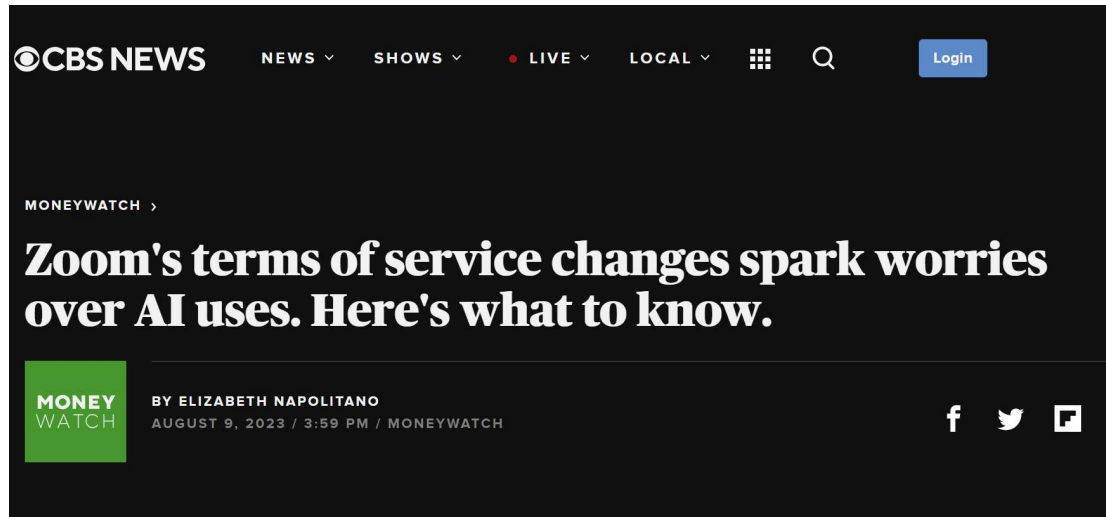 CBS NEWS NEWS SHOWS LIVE LOCAL Login
MONEYWATCH >
Zoom's terms of service changes spark worries
over AI uses. Here's what to know.
MONEY
WATCH
BY ELIZABETH NAPOLITANO
AUGUST 9, 2023 / 3:59 PM / MONEYWATCH